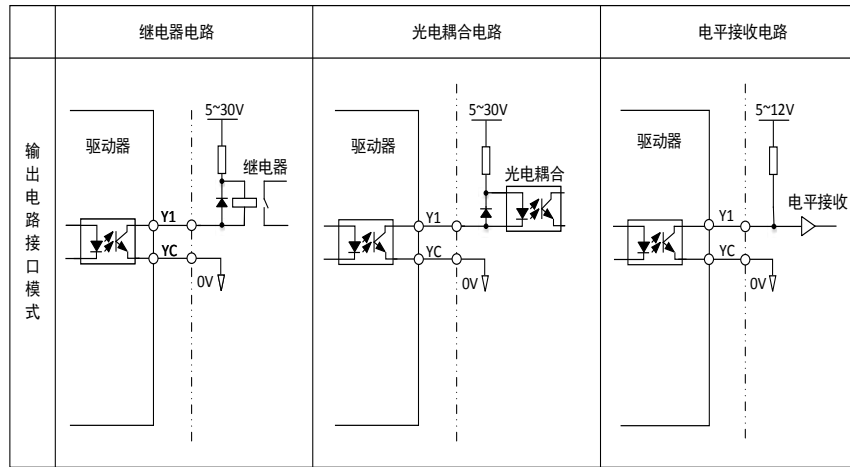 继电器电路
光电耦合电路
电平接收电路
输出电路接口模式
驱动器
5~30V
继电器
Y1
YC
0V
驱动器
5~30V
光电耦合
Y1
YC
0V
驱动器
5~12V
电平接收
Y1
YC
0V